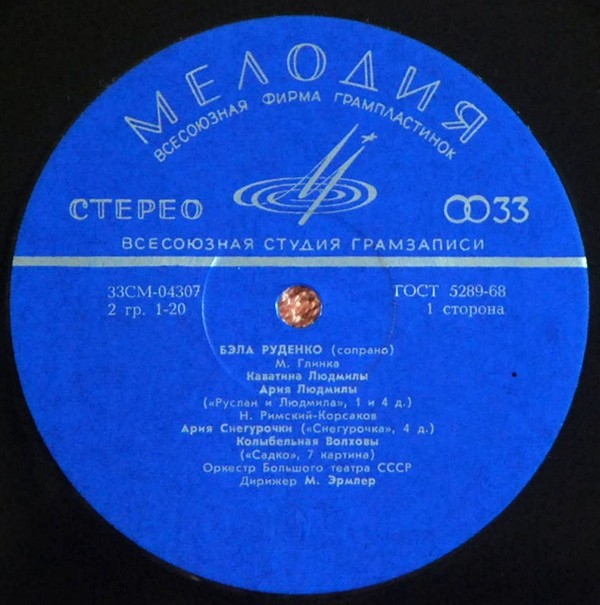 МЕЛОДИЯ
ВСЕСОЮЗНАЯ ФИРМА ГРАМПЛАСТИНОК
СТЕРЕО
33
ВСЕСОЮЗНАЯ СТУДИЯ ГРАМЗАПИСИ
33СМ-04307 ГОСТ 5289-68
2 гр. 1-20 1 сторона
БЭЛА РУДЕНКО (сопрано)
М. Глинка
Каватина Людмилы
Ария Людмилы
(«Руслан и Людмила», 1 и 4 д.)
Н. Римский-Корсаков
Ария Снегурочки («Снегурочка», 4 д.)
Колыбельная Волховы
(«Садко», 7 картина)
Оркестр Большого театра СССР
Дирижер М. Эрмлер